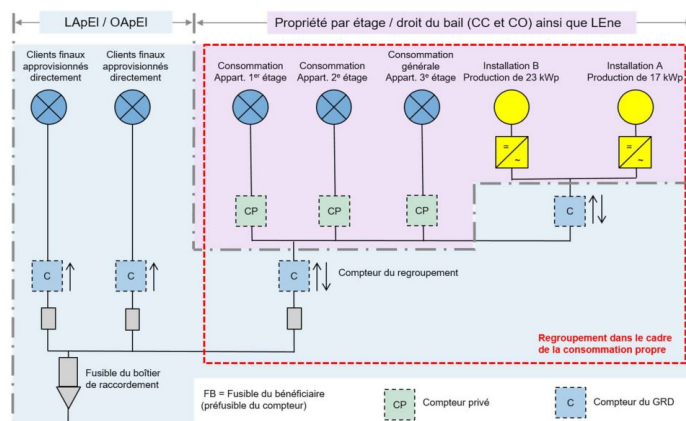 LApEl / OApEl
Propriété par étage / droit du bail (CC et CO) ainsi que LEne
Clients finaux
approvisionnés
directement
Clients finaux
approvisionnés
directement
Consommation
Appart. 1er étage
Consommation
Appart. 2e étage
Consommation
générale
Appart. 3e étage
Installation B
Production de 23 kWp
Installation A
Production de 17 kWp
=
~
=
~
CP
CP
CP
C
C
C
C
Compteur du regroupement
Regroupement dans le cadre
de la consommation propre
Fusible du boîtier
de raccordement
FB = Fusible du bénéficiaire
(préfusible du compteur)
CP
Compteur privé
C
Compteur du GRD